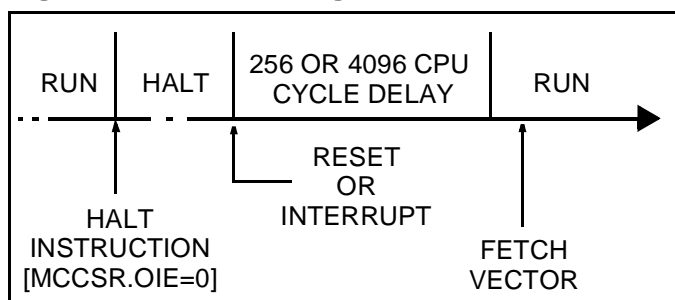 RUN
HALT
256 OR 4096 CPU
CYCLE DELAY
RUN
RESET
OR
INTERRUPT
HALT
INSTRUCTION
[MCCSR.OIE=0]
FETCH
VECTOR